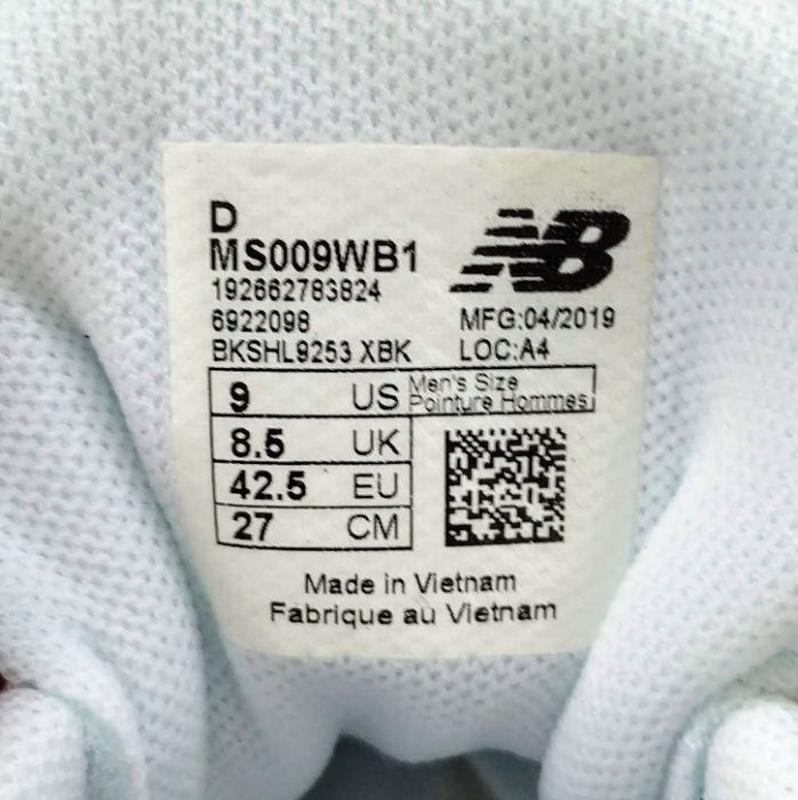 D
MS009WB1
192662783824
6922098 MFG:04/2019
BKSHL9253 XBK LOC:A4
9 US Men's Size
Pointure Hommes
8.5 UK
42.5 EU
27 CM
Made in Vietnam
Fabrique au Vietnam
NB